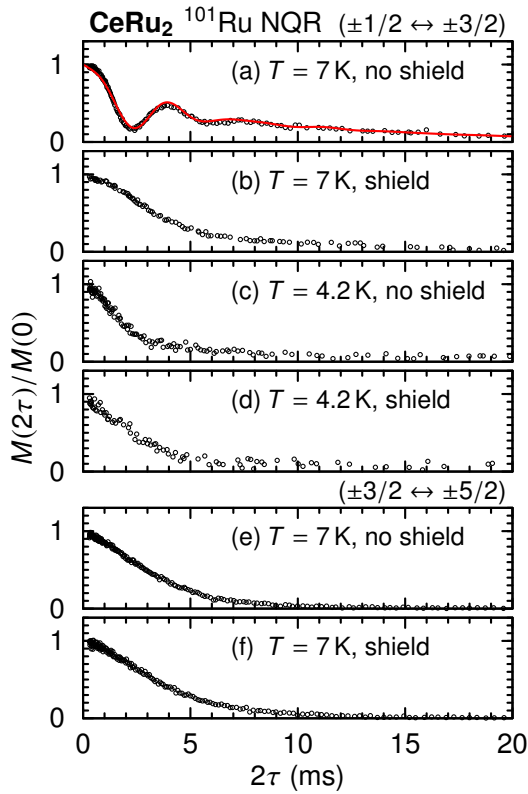 CeRu₂ ¹⁰¹Ru NQR (±1/2 ↔ ±3/2)
1
(a) T = 7 K, no shield
0
1
(b) T = 7K, shield
0
1
(c) T = 4.2 K, no shield
0
1
(d) T = 4.2 K, shield
0
(±3/2 ↔ ±5/2)
1
(e) T = 7 K, no shield
0
1
(f) T = 7 K, shield
0
0 5 10 15 20
2τ (ms)
M(2τ)/M(0)